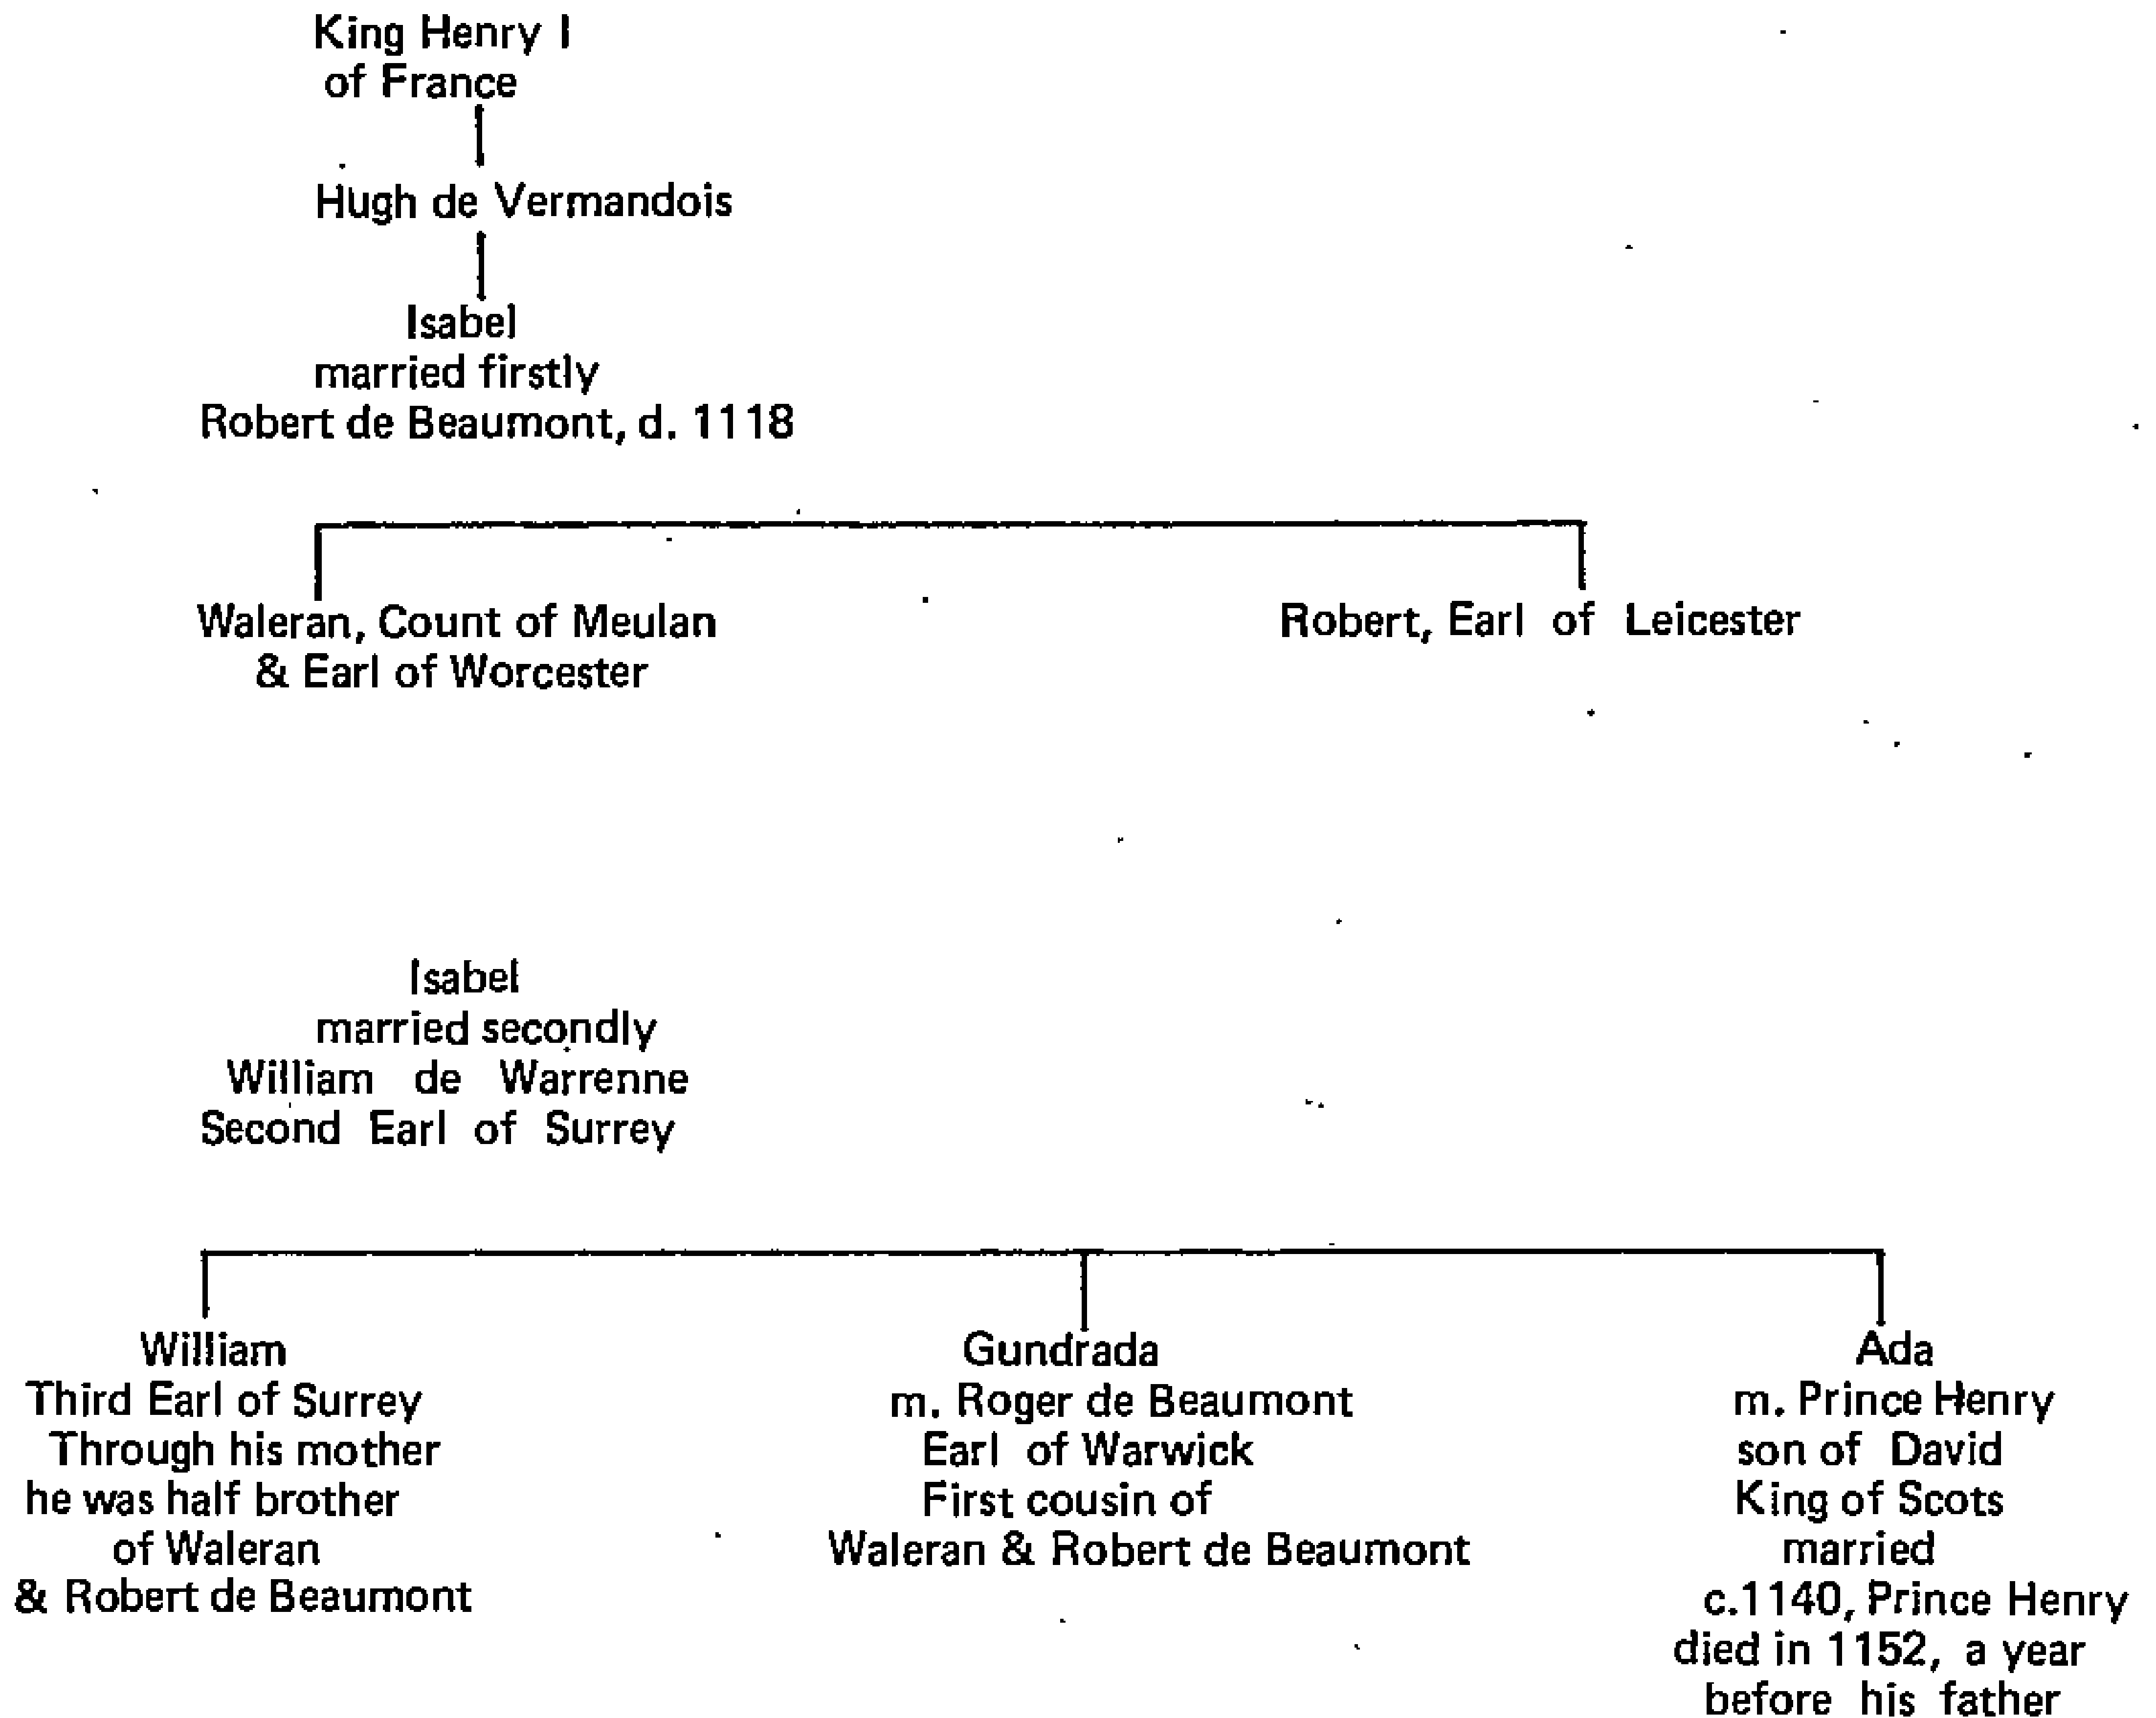 King Henry I
of France
Hugh de Vermandois
Isabel
married firstly
Robert de Beaumont, d. 1118
Waleran, Count of Meulan
& Earl of Worcester
Robert, Earl of Leicester
Isabel
married secondly
William de Warrenne
Second Earl of Surrey
William
Third Earl of Surrey
Through his mother
he was half brother
of Waleran
& Robert de Beaumont
Gundrada
m. Roger de Beaumont
Earl of Warwick
First cousin of
Waleran & Robert de Beaumont
Ada
m. Prince Henry
son of David
King of Scots
married
c.1140, Prince Henry
died in 1152, a year
before his father